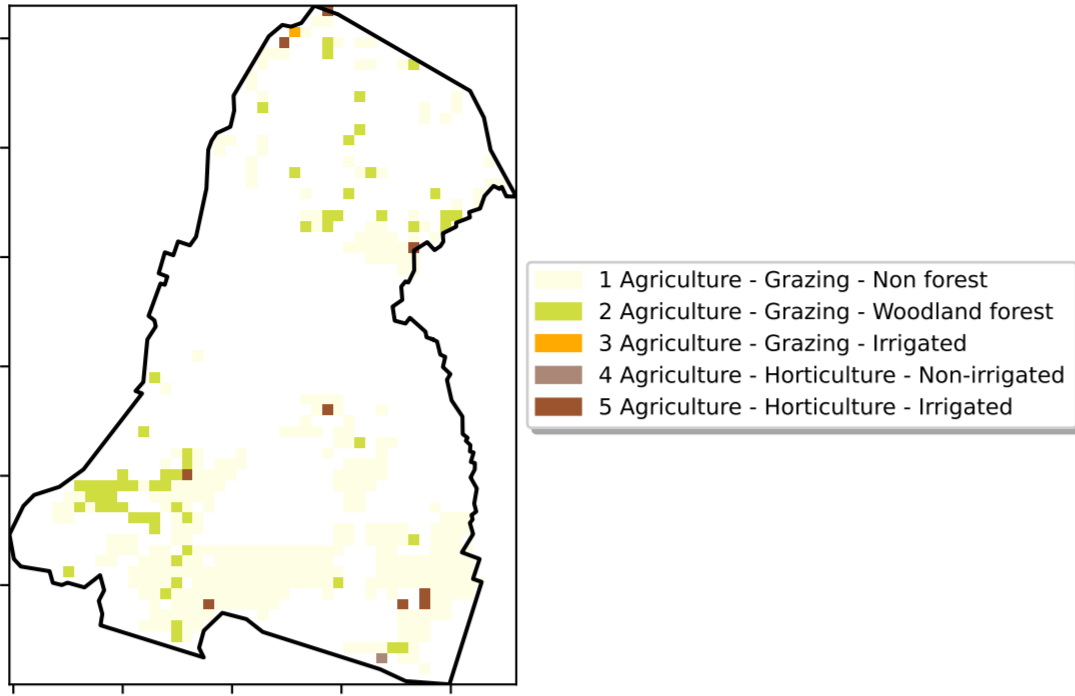 1 Agriculture - Grazing - Non forest
2 Agriculture - Grazing - Woodland forest
3 Agriculture - Grazing - Irrigated
4 Agriculture - Horticulture - Non-irrigated
5 Agriculture - Horticulture - Irrigated